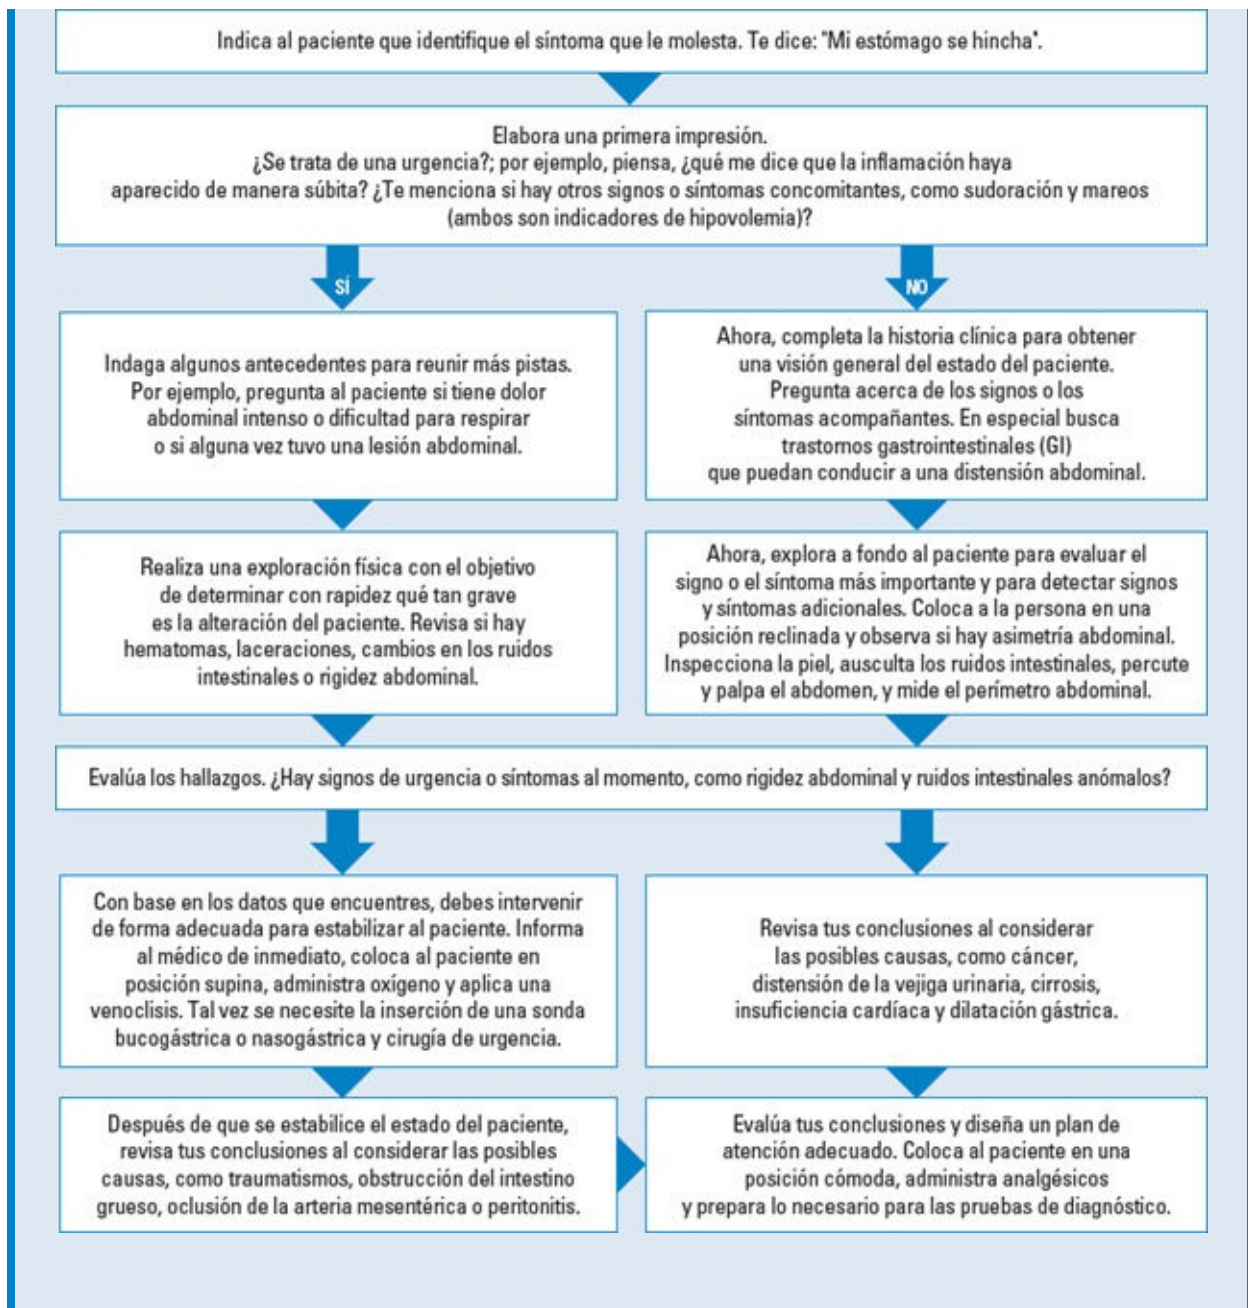 Indica al paciente que identifique el síntoma que le molesta. Te dice: "Mi estómago se hincha".
Elabora una primera impresión.
¿Se trata de una urgencia?; por ejemplo, piensa, ¿qué me dice que la inflamación haya
aparecido de manera súbita? ¿Te menciona si hay otros signos o síntomas concomitantes, como sudoración y mareos
(ambos son indicadores de hipovolemia)?
SÍ
NO
Indaga algunos antecedentes para reunir más pistas.
Por ejemplo, pregunta al paciente si tiene dolor
abdominal intenso o dificultad para respirar
o si alguna vez tuvo una lesión abdominal.
Ahora, completa la historia clínica para obtener
una visión general del estado del paciente.
Pregunta acerca de los signos o los
síntomas acompañantes. En especial busca
trastornos gastrointestinales (GI)
que puedan conducir a una distensión abdominal.
Realiza una exploración física con el objetivo
de determinar con rapidez qué tan grave
es la alteración del paciente. Revisa si hay
hematomas, laceraciones, cambios en los ruidos
intestinales o rigidez abdominal.
Ahora, explora a fondo al paciente para evaluar el
signo o el síntoma más importante y para detectar signos
y síntomas adicionales. Coloca a la persona en una
posición reclinada y observa si hay asimetría abdominal.
Inspecciona la piel, ausculta los ruidos intestinales, percute
y palpa el abdomen, y mide el perímetro abdominal.
Evalúa los hallazgos. ¿Hay signos de urgencia o síntomas al momento, como rigidez abdominal y ruidos intestinales anómalos?
Con base en los datos que encuentres, debes intervenir
de forma adecuada para estabilizar al paciente. Informa
al médico de inmediato, coloca al paciente en
posición supina, administra oxígeno y aplica una
venoclisis. Tal vez se necesite la inserción de una sonda
bucogástrica o nasogástrica y cirugía de urgencia.
Revisa tus conclusiones al considerar
las posibles causas, como cáncer,
distensión de la vejiga urinaria, cirrosis,
insuficiencia cardíaca y dilatación gástrica.
Después de que se estabilice el estado del paciente,
revisa tus conclusiones al considerar las posibles
causas, como traumatismos, obstrucción del intestino
grueso, oclusión de la arteria mesentérica o peritonitis.
Evalúa tus conclusiones y diseña un plan de
atención adecuado. Coloca al paciente en una
posición cómoda, administra analgésicos
y prepara lo necesario para las pruebas de diagnóstico.